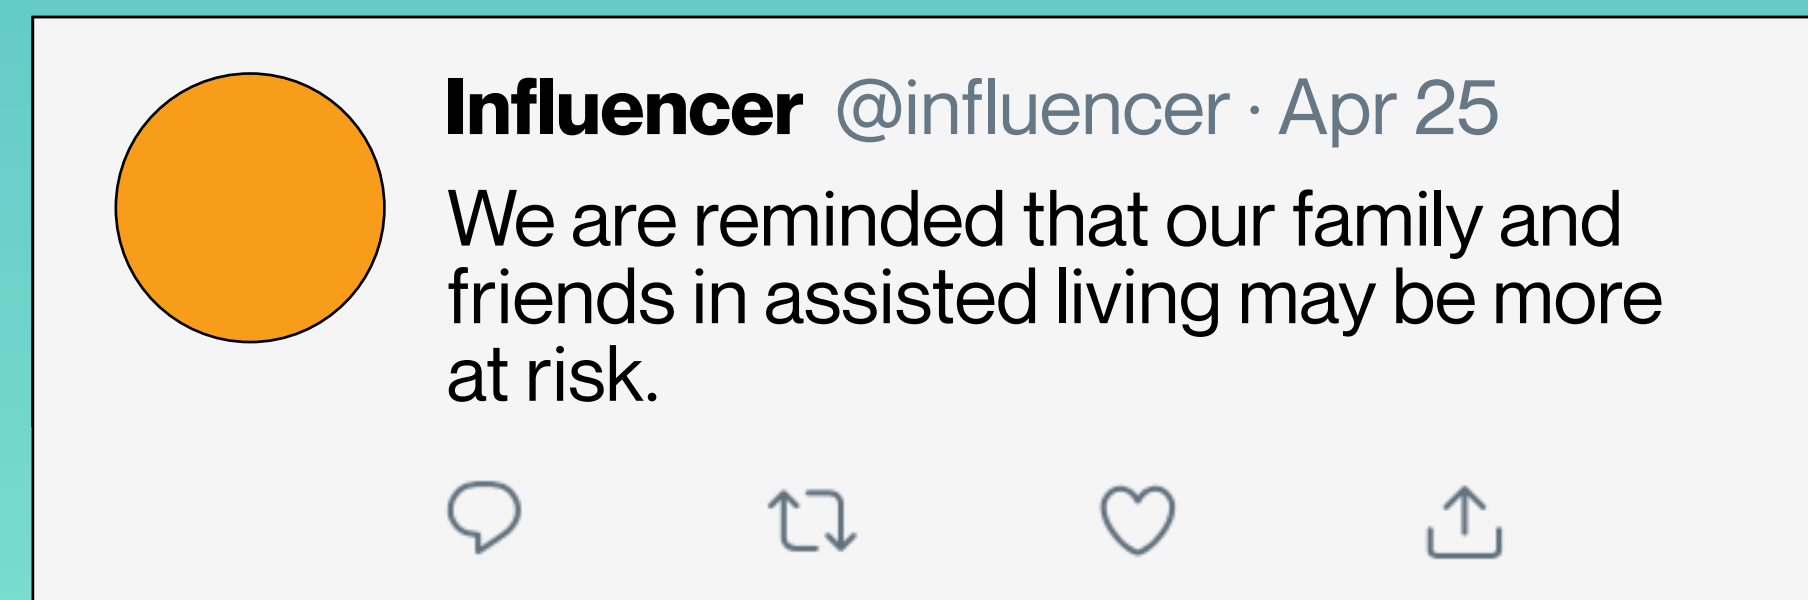 Influencer @influencer · Apr 25
We are reminded that our family and
friends in assisted living may be more
at risk.